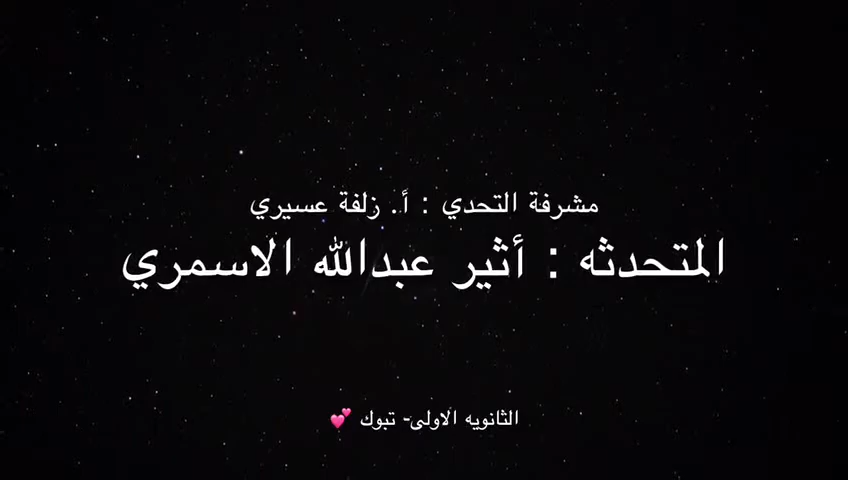 مشرفة التحدي : أ. زلفة عسيري
المتحدثه : أثير عبدالله الاسمري
الثانويه الاولى- تبوك 💕